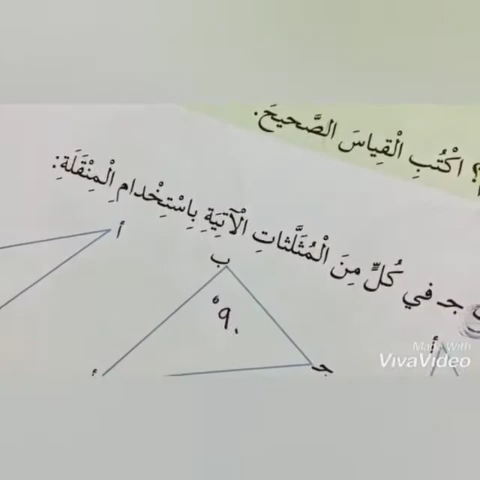 ؟ اكْتُبِ الْقِياسَ الصَّحيحَ.
جـ في كُلٍّ مِنَ الْمُثَلَّثاتِ الْآتِيَةِ بِاسْتِخْدامِ الْمِنْقَلَةِ:
أ
ب
٩٠°
جـ
أ
Made With
VivaVideo